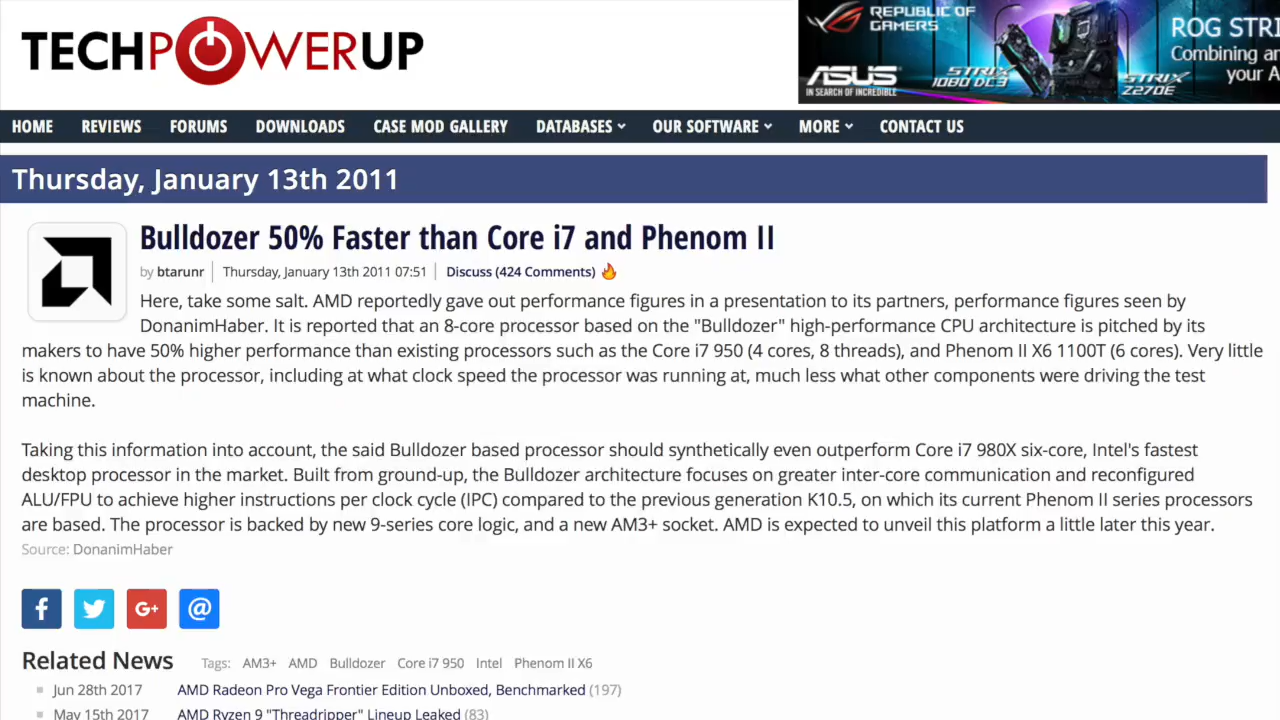 TECHPOWERUP
REPUBLIC OF
GAMERS
ASUS
IN SEARCH OF INCREDIBLE
STRIX
1080 DC3
STRIX
Z270E
ROG STRI
Combining an
your A
HOME REVIEWS FORUMS DOWNLOADS CASE MOD GALLERY DATABASES OUR SOFTWARE MORE CONTACT US
Thursday, January 13th 2011
Bulldozer 50% Faster than Core i7 and Phenom II
by btarunr Thursday, January 13th 2011 07:51 Discuss (424 Comments)
Here, take some salt. AMD reportedly gave out performance figures in a presentation to its partners, performance figures seen by
DonanimHaber. It is reported that an 8-core processor based on the "Bulldozer" high-performance CPU architecture is pitched by its
makers to have 50% higher performance than existing processors such as the Core i7 950 (4 cores, 8 threads), and Phenom II X6 1100T (6 cores). Very little
is known about the processor, including at what clock speed the processor was running at, much less what other components were driving the test
machine.
Taking this information into account, the said Bulldozer based processor should synthetically even outperform Core i7 980X six-core, Intel's fastest
desktop processor in the market. Built from ground-up, the Bulldozer architecture focuses on greater inter-core communication and reconfigured
ALU/FPU to achieve higher instructions per clock cycle (IPC) compared to the previous generation K10.5, on which its current Phenom II series processors
are based. The processor is backed by new 9-series core logic, and a new AM3+ socket. AMD is expected to unveil this platform a little later this year.
Source: DonanimHaber
f G+ @
Related News Tags: AM3+ AMD Bulldozer Core i7 950 Intel Phenom II X6
Jun 28th 2017 AMD Radeon Pro Vega Frontier Edition Unboxed, Benchmarked (197)
May 15th 2017 AMD Ryzen 9 "Threadripper" Lineup Leaked (83)